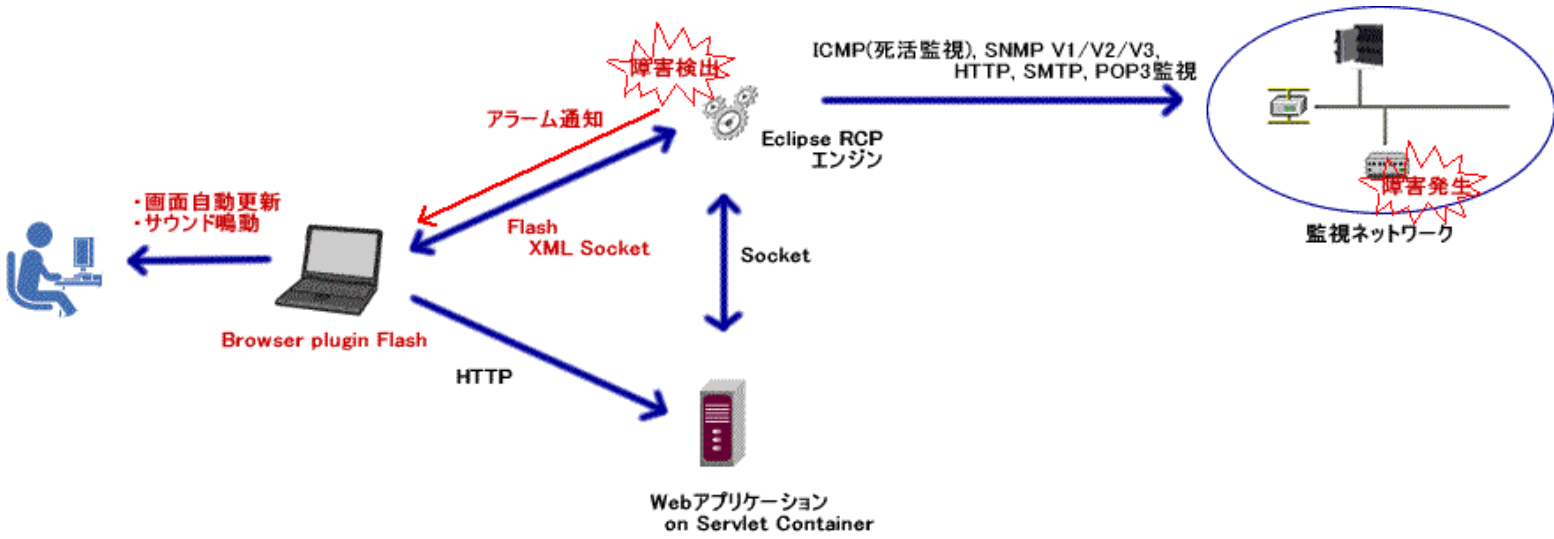 障害検出
ICMP(死活監視), SNMP V1/V2/V3,
HTTP, SMTP, POP3監視
アラーム通知
Eclipse RCP
エンジン
障害発生
監視ネットワーク
・画面自動更新
・サウンド鳴動
Flash
XML Socket
Socket
Browser plugin Flash
HTTP
Webアプリケーション
on Servlet Container